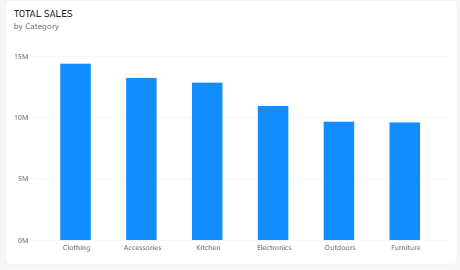 TOTAL SALES
by Category
15M
10M
5M
0M
Clothing Accessories Kitchen Electronics Outdoors Furniture